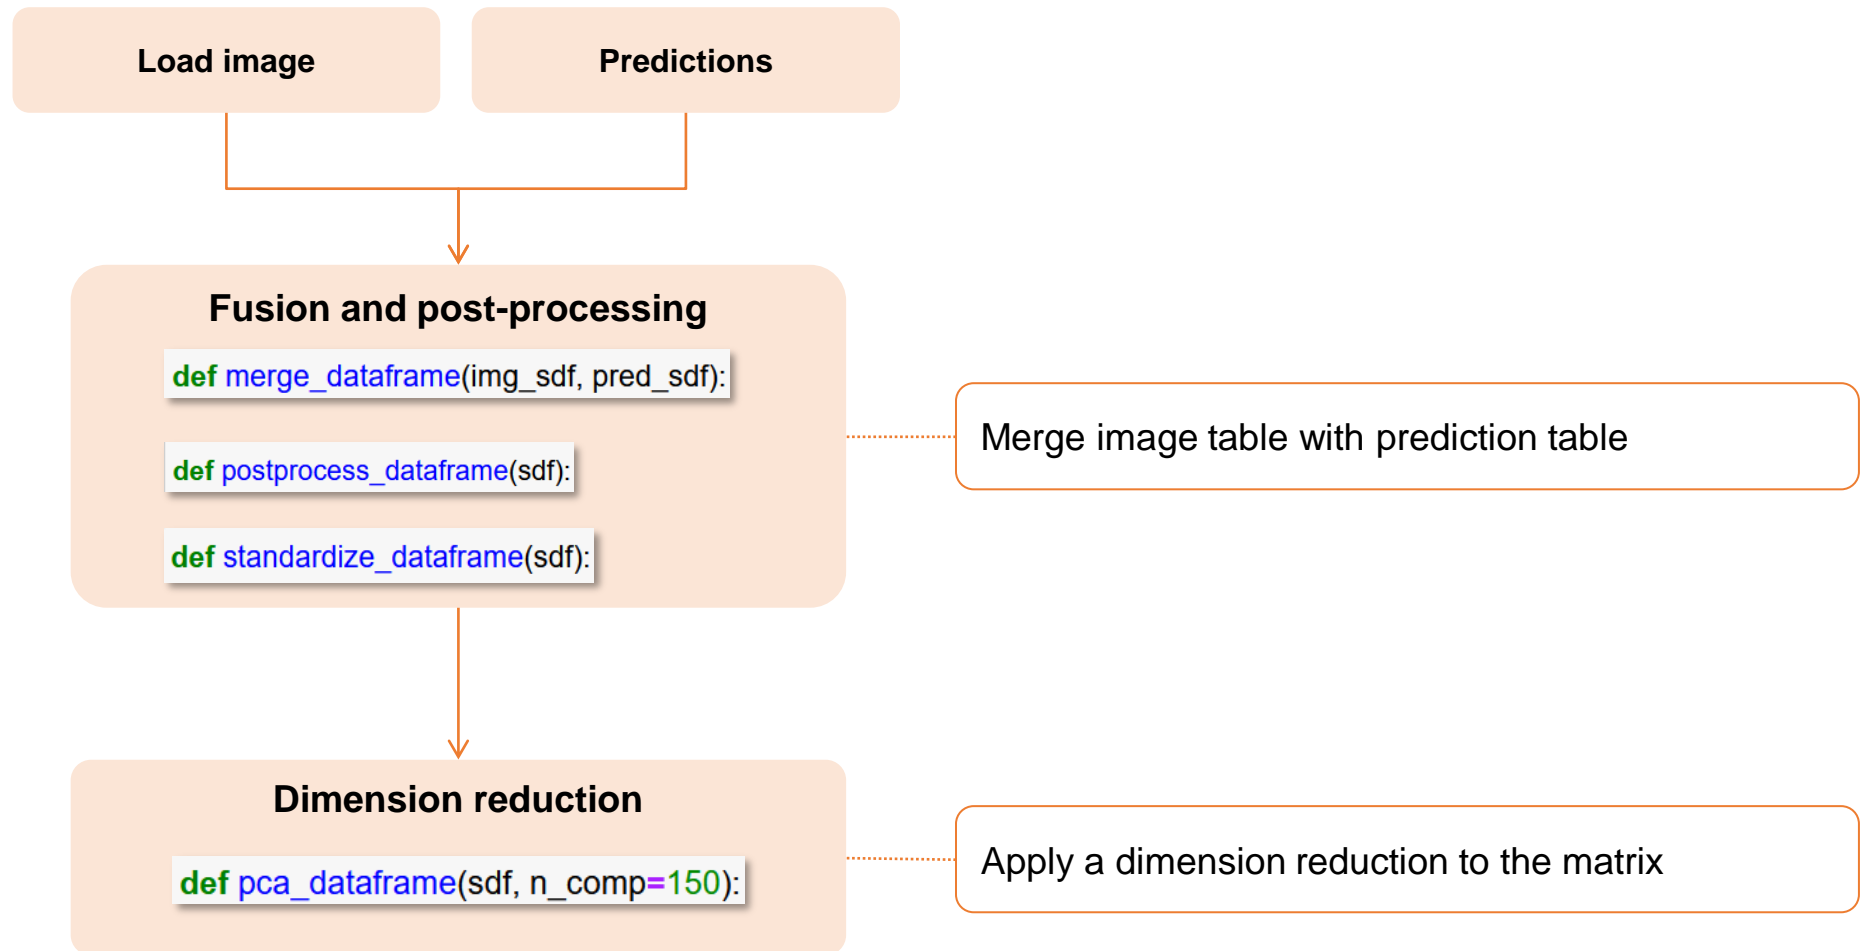 Load image
Predictions
Fusion and post-processing
def merge_dataframe(img_sdf, pred_sdf):
def postprocess_dataframe(sdf):
def standardize_dataframe(sdf):
Merge image table with prediction table
Dimension reduction
def pca_dataframe(sdf, n_comp=150):
Apply a dimension reduction to the matrix